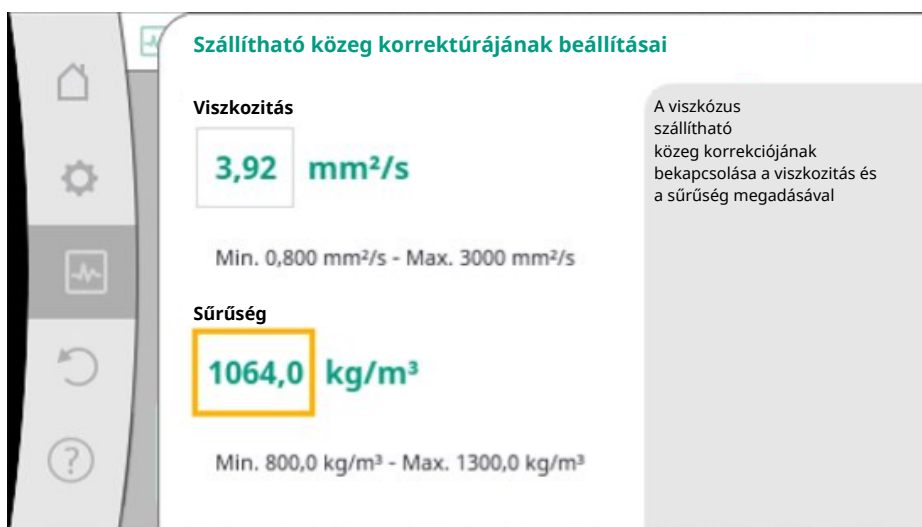 Szállítható közeg korrektúrájának beállításai
Viszkozitás
3,92 mm²/s
Min. 0,800 mm²/s - Max. 3000 mm²/s
Sűrűség
1064,0 kg/m³
Min. 800,0 kg/m³ - Max. 1300,0 kg/m³
A viszkózus
szállítható
közeg korrekciójának
bekapcsolása a viszkozitás és
a sűrűség megadásával
?